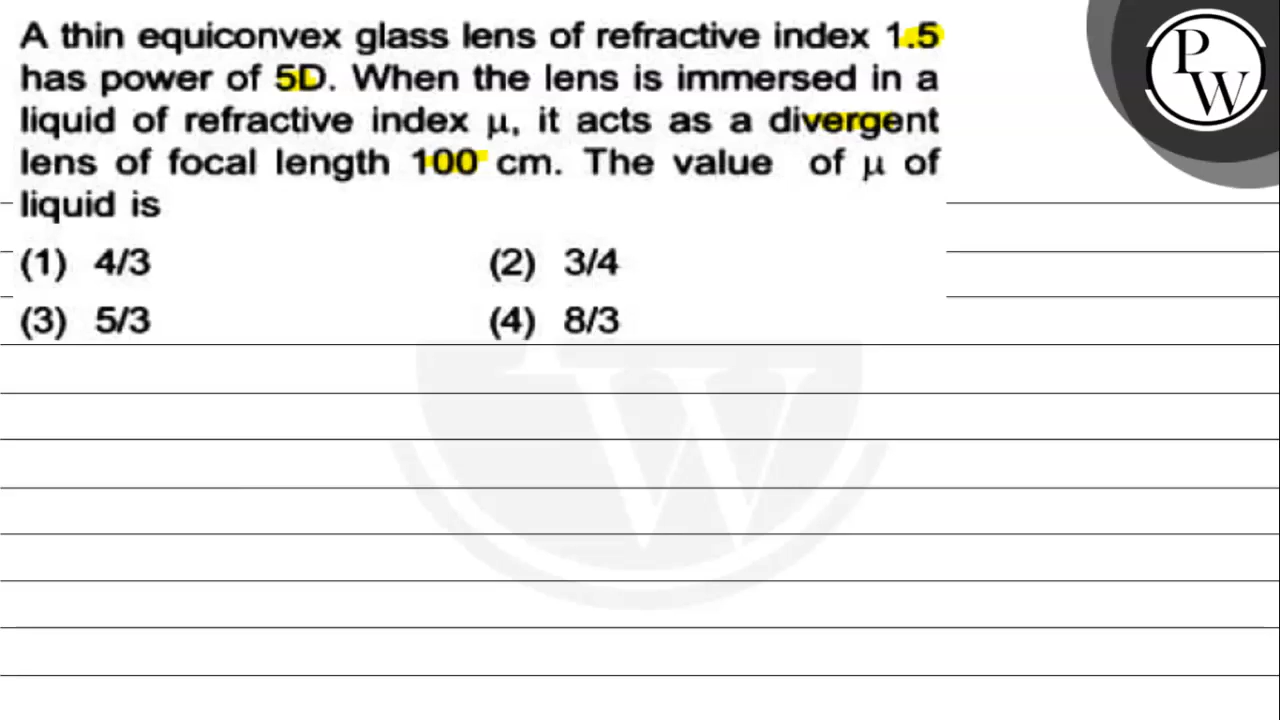 A thin equiconvex glass lens of refractive index 1.5
has power of 5D. When the lens is immersed in a
liquid of refractive index μ, it acts as a divergent
lens of focal length 100 cm. The value of μ of
liquid is
(1) 4/3 (2) 3/4
(3) 5/3 (4) 8/3
P
W
W